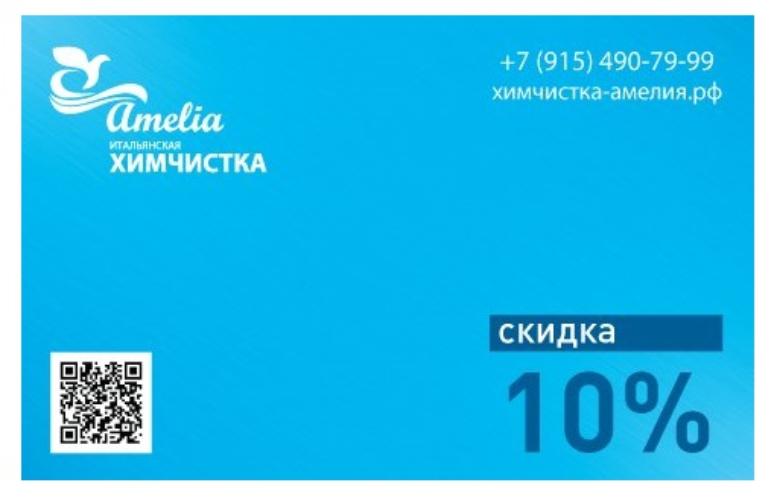 Amelia
ИТАЛЬЯНСКАЯ
ХИМЧИСТКА
+7 (915) 490-79-99
химчистка-амелия.рф
скидка
10%